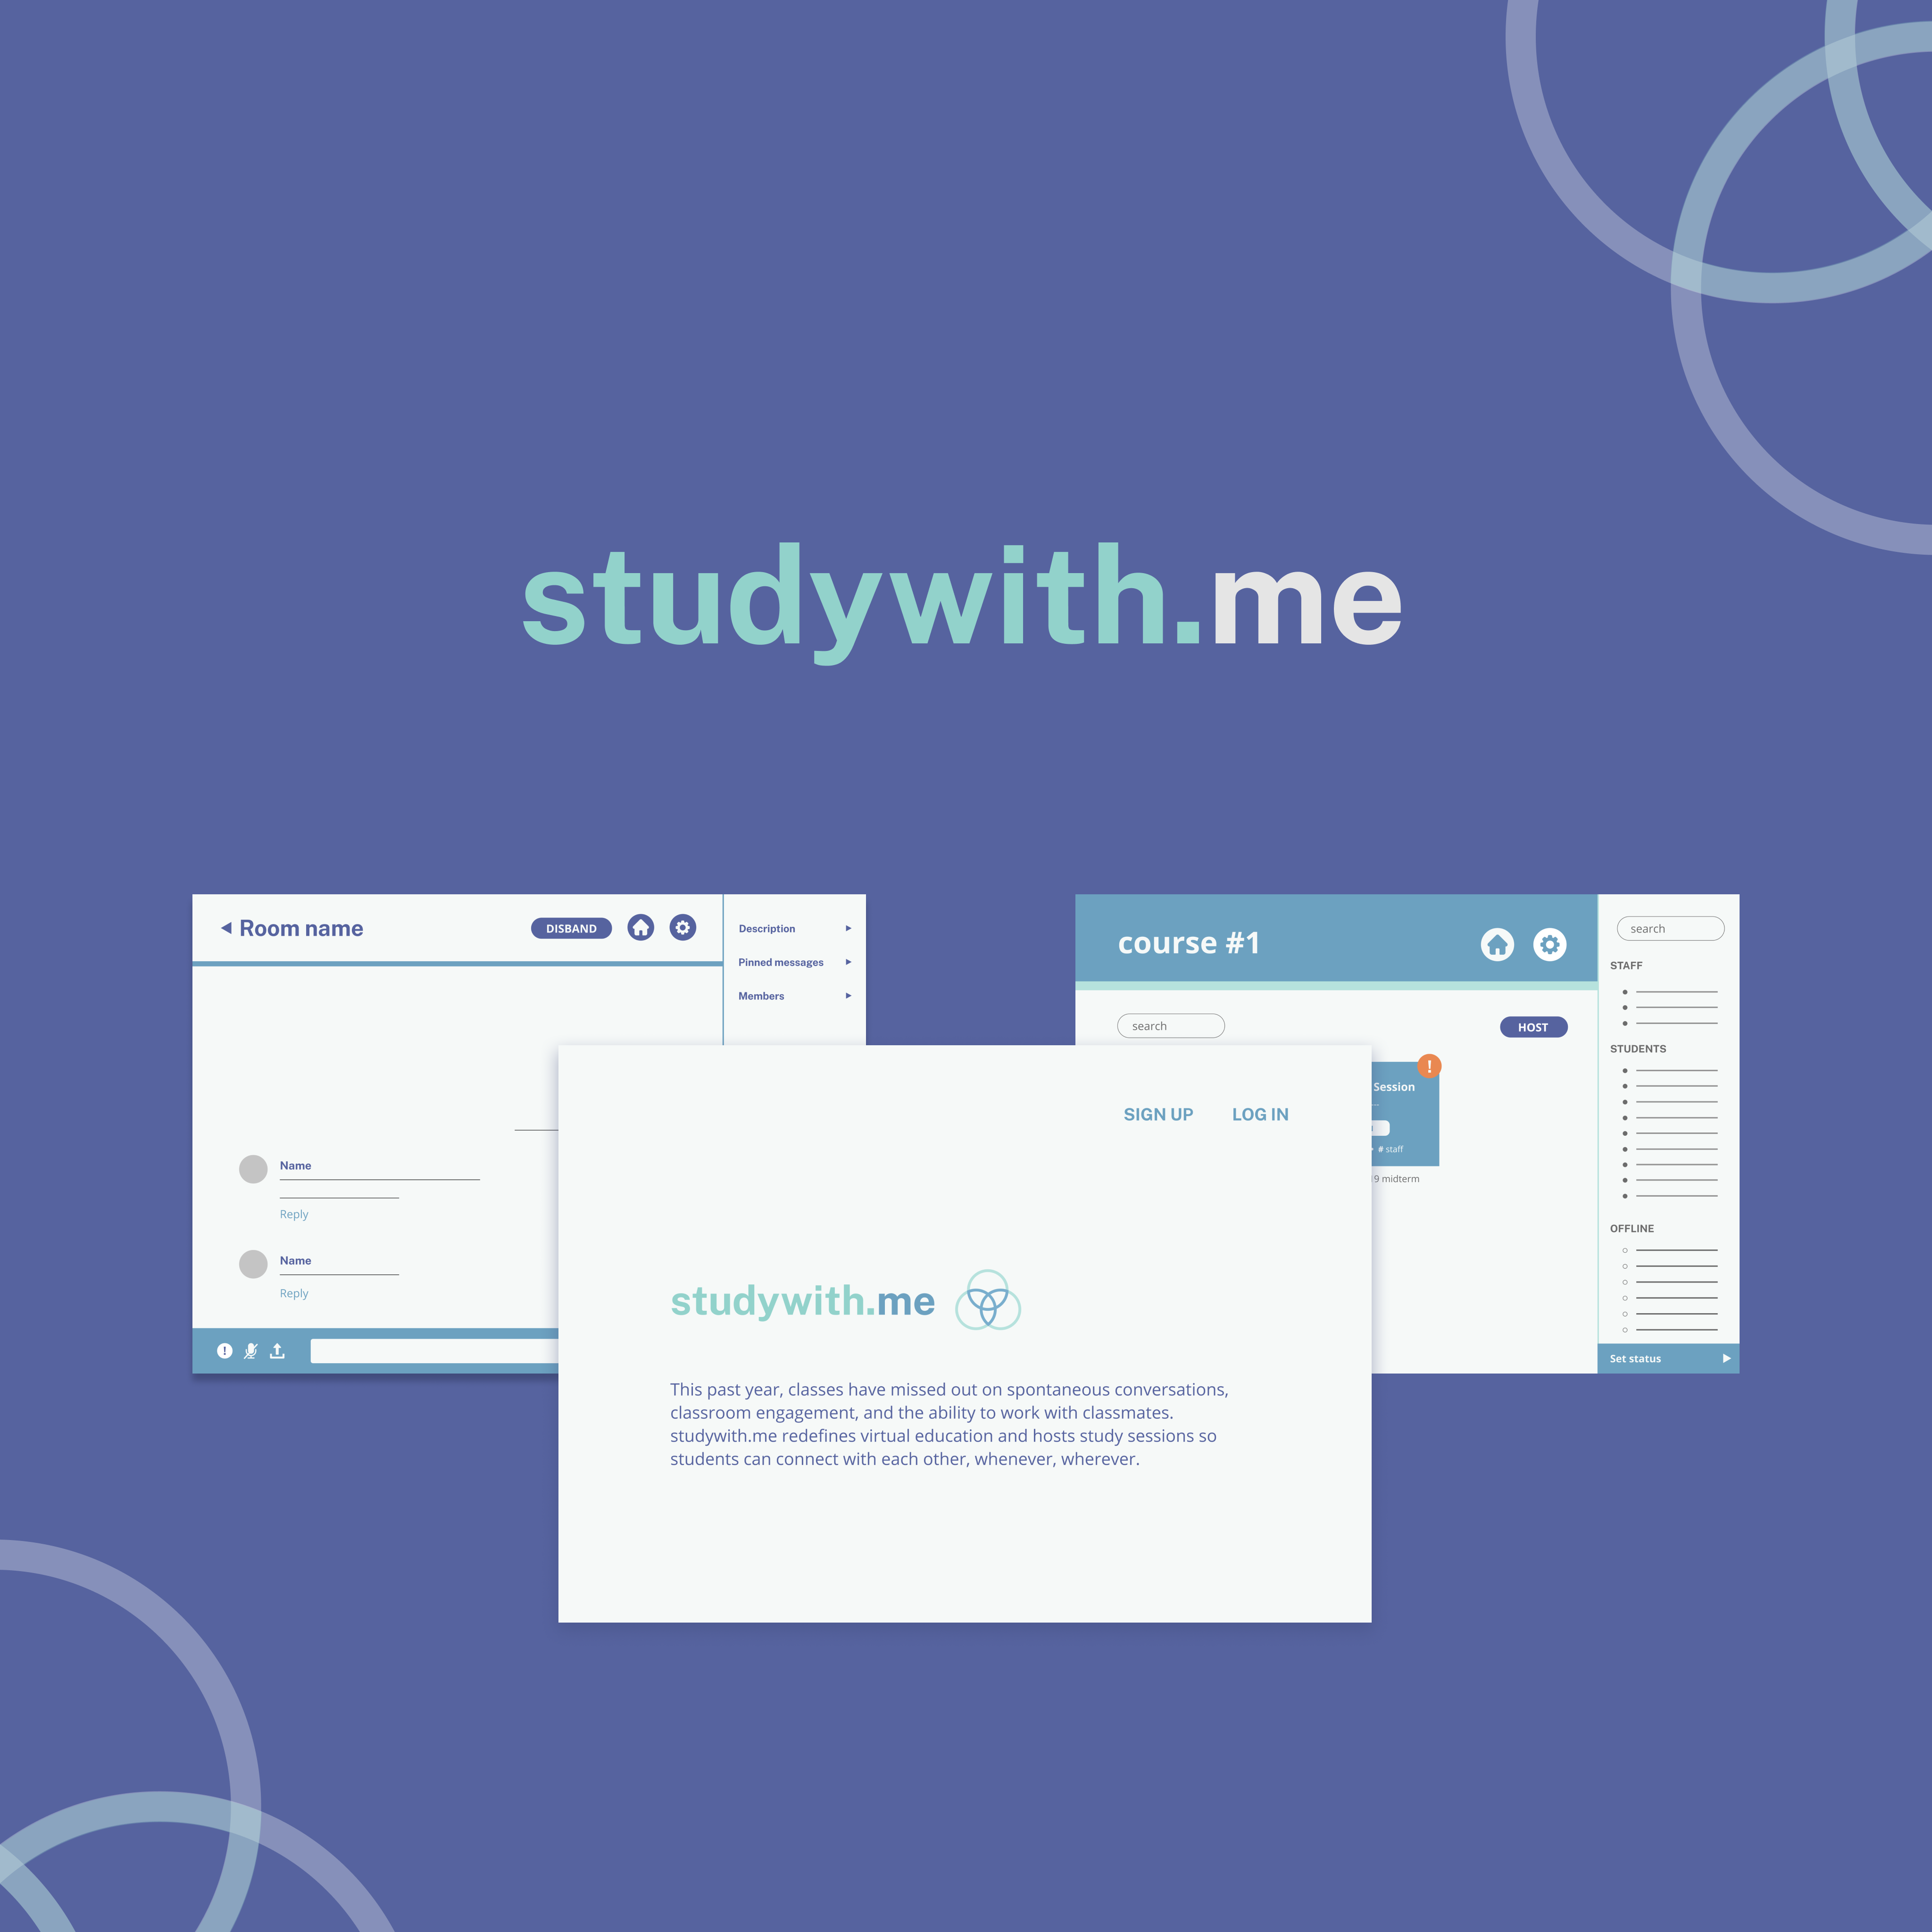 studywith.me
Room name
DISBAND
Description
Pinned messages
Members
Name
Reply
Name
Reply
!
course #1
search
HOST
!
Session
# staff
9 midterm
search
STAFF
STUDENTS
OFFLINE
Set status
SIGN UP LOG IN
studywith.me
This past year, classes have missed out on spontaneous conversations,
classroom engagement, and the ability to work with classmates.
studywith.me redefines virtual education and hosts study sessions so
students can connect with each other, whenever, wherever.